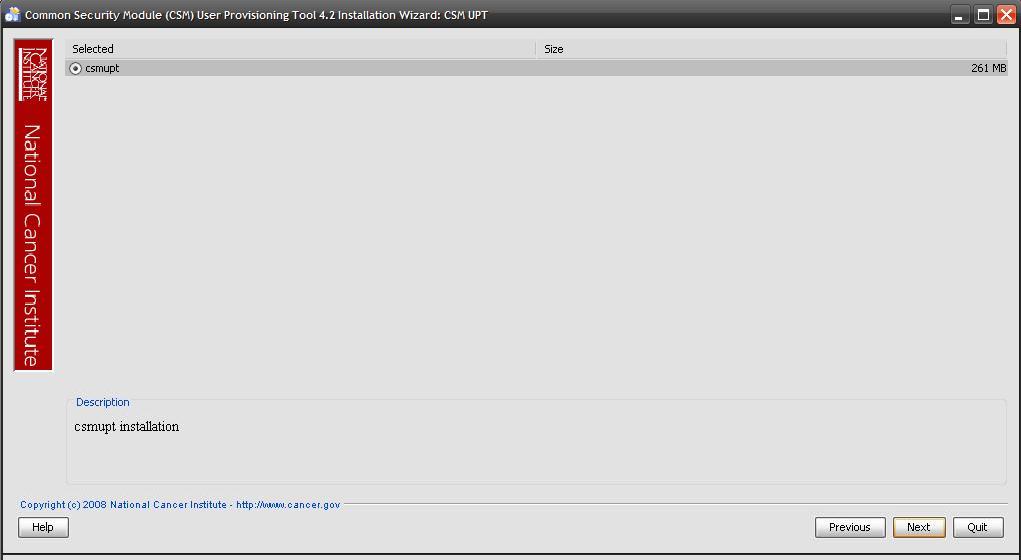 Common Security Module (CSM) User Provisioning Tool 4.2 Installation Wizard: CSM UPT
NATIONAL CANCER INSTITUTE
National Cancer Institute
Selected Size
csmupt 261 MB
Description
csmupt installation
Copyright (c) 2008 National Cancer Institute - http://www.cancer.gov
Help Previous Next Quit